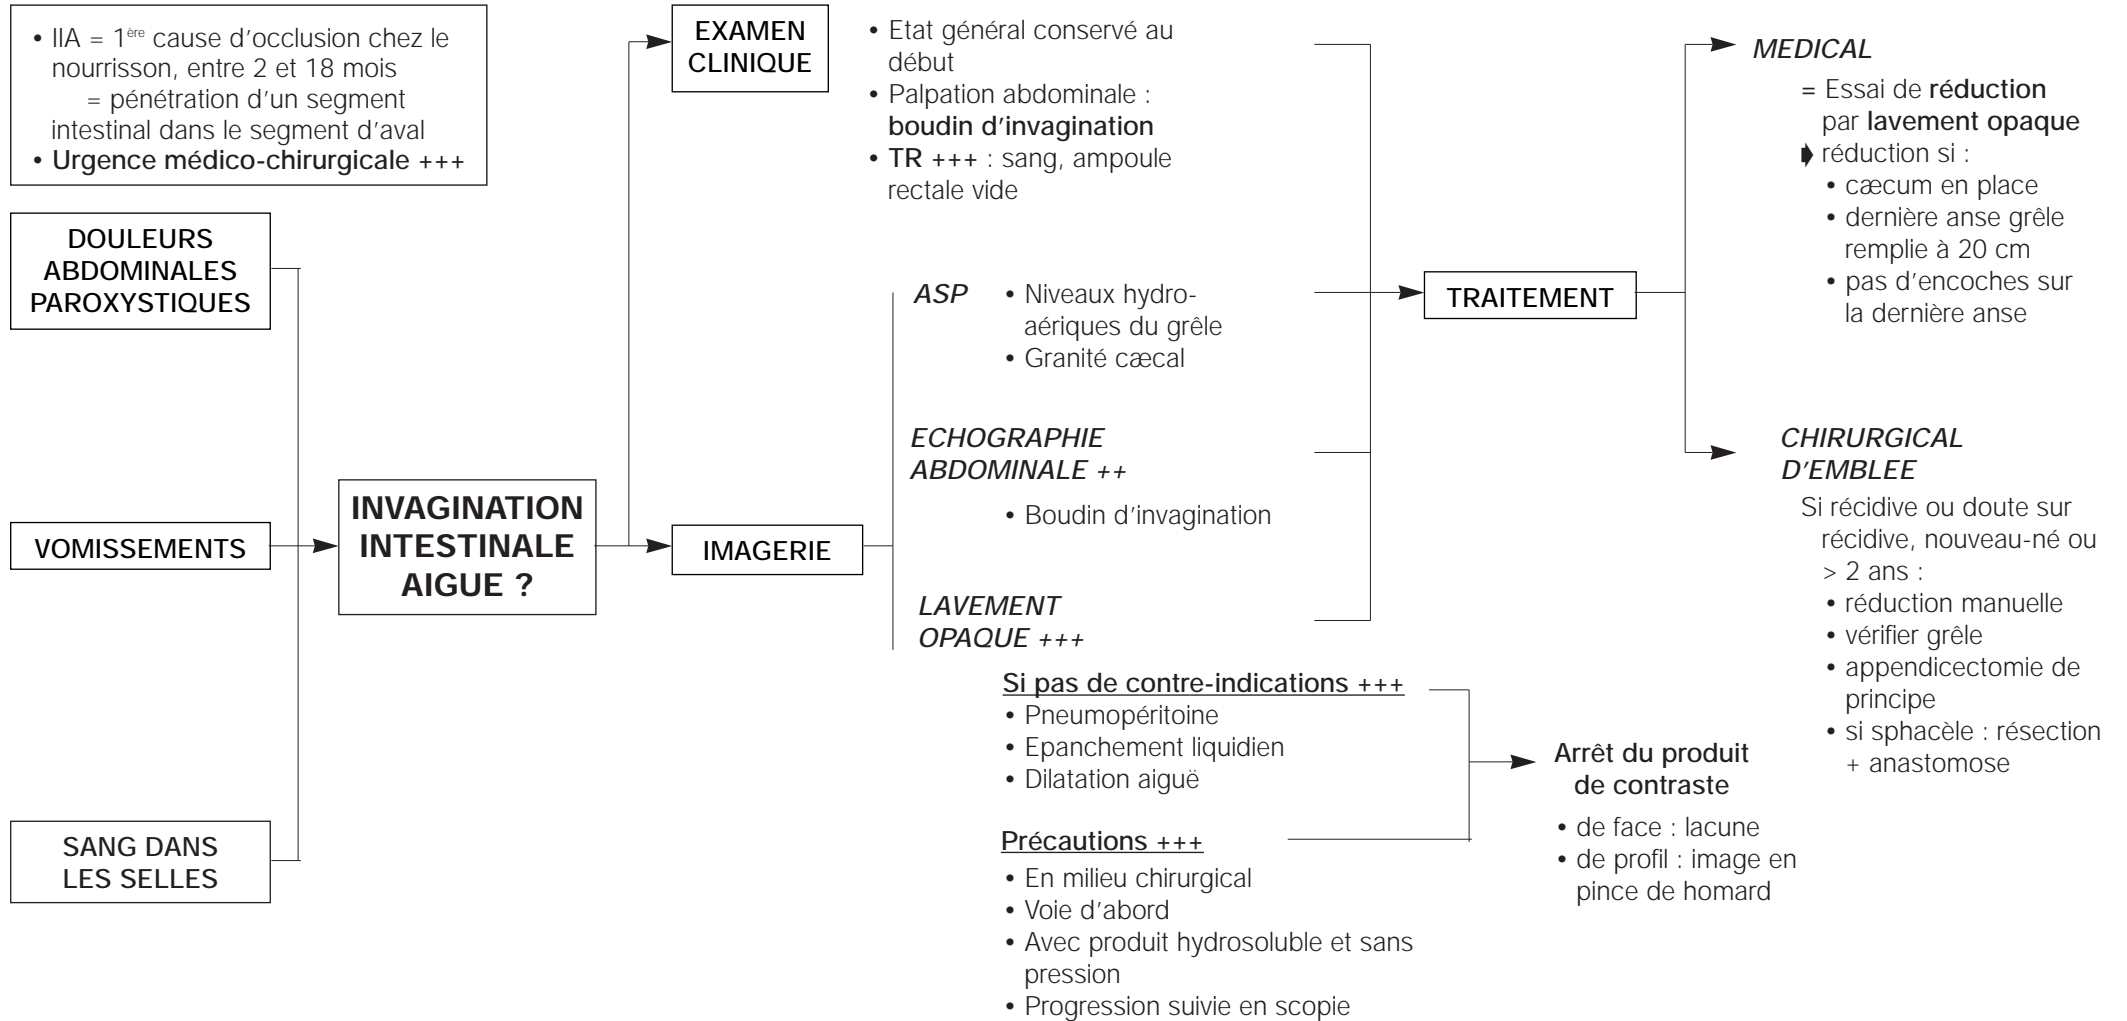 • IIA = 1ère cause d'occlusion chez le
nourrisson, entre 2 et 18 mois
= pénétration d'un segment
intestinal dans le segment d'aval
• Urgence médico-chirurgicale +++
DOULEURS
ABDOMINALES
PAROXYSTIQUES
VOMISSEMENTS
SANG DANS
LES SELLES
INVAGINATION
INTESTINALE
AIGUE ?
EXAMEN
CLINIQUE
• Etat général conservé au
début
• Palpation abdominale :
boudin d'invagination
• TR +++ : sang, ampoule
rectale vide
IMAGERIE
ASP
• Niveaux hydro-
aériques du grêle
• Granité cæcal
ECHOGRAPHIE
ABDOMINALE ++
• Boudin d'invagination
LAVEMENT
OPAQUE +++
Si pas de contre-indications +++
• Pneumopéritoine
• Epanchement liquidien
• Dilatation aiguë
Précautions +++
• En milieu chirurgical
• Voie d'abord
• Avec produit hydrosoluble et sans
pression
• Progression suivie en scopie
Arrêt du produit
de contraste
• de face : lacune
• de profil : image en
pince de homard
TRAITEMENT
MEDICAL
= Essai de réduction
par lavement opaque
➧ réduction si :
• cæcum en place
• dernière anse grêle
remplie à 20 cm
• pas d'encoches sur
la dernière anse
CHIRURGICAL
D'EMBLEE
Si récidive ou doute sur
récidive, nouveau-né ou
> 2 ans :
• réduction manuelle
• vérifier grêle
• appendicectomie de
principe
• si sphacèle : résection
+ anastomose